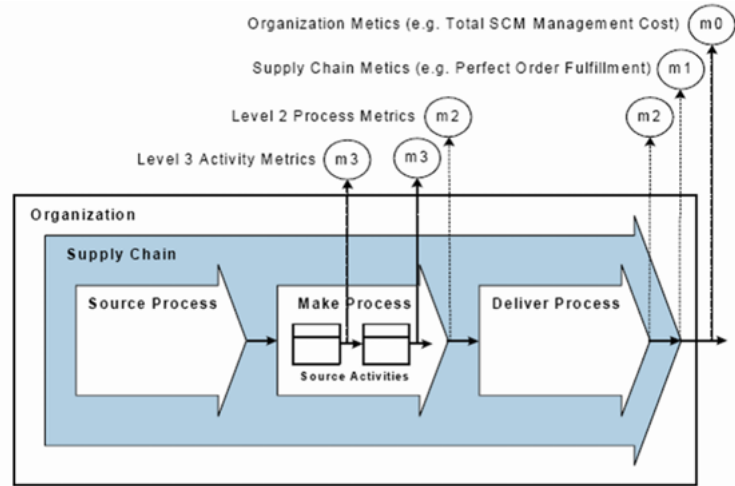 Organization Metics (e.g. Total SCM Management Cost) m0
Supply Chain Metics (e.g. Perfect Order Fulfillment) m1
Level 2 Process Metrics m2 m2
Level 3 Activity Metrics m3 m3
Organization
Supply Chain
Source Process Make Process Deliver Process
Source Activities